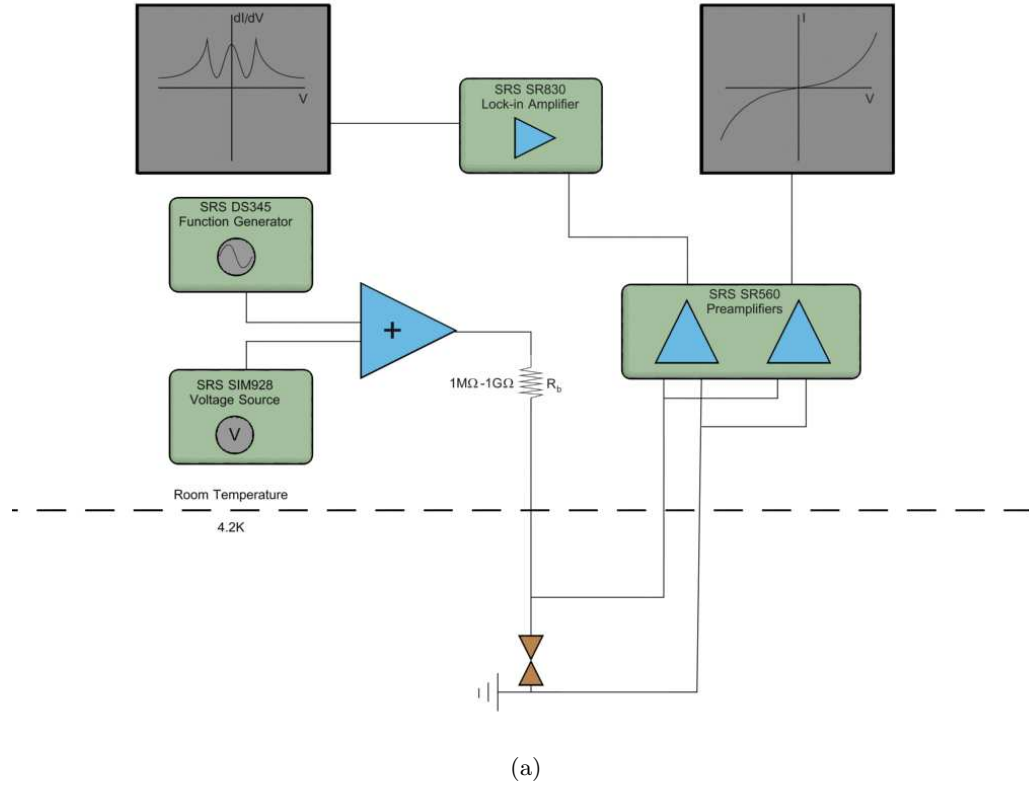 dI/dV
V
SRS SR830
Lock-in Amplifier
I
V
SRS DS345
Function Generator
+
SRS SR560
Preamplifiers
1MΩ-1GΩ
R_b
SRS SIM928
Voltage Source
V
Room Temperature
4.2K
(a)